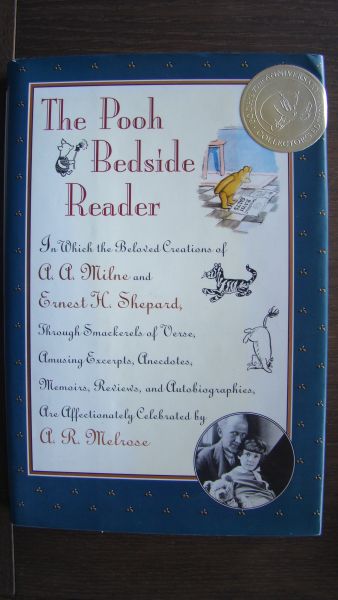 The Pooh
Bedside
Reader
In Which the Beloved Creations of
A. A. Milne and
Ernest H. Shepard,
Through Smackerels of Verse,
Amusing Excerpts, Anecdotes,
Memoirs, Reviews, and Autobiographies,
Are Affectionately Celebrated by
A. R. Melrose